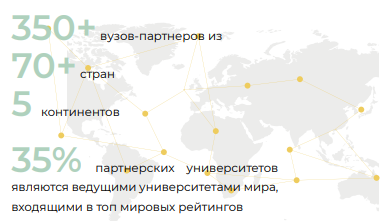 350+ вузов-партнеров из
70+ стран
5 континентов
35% партнерских университетов
являются ведущими университетами мира,
входящими в топ мировых рейтингов